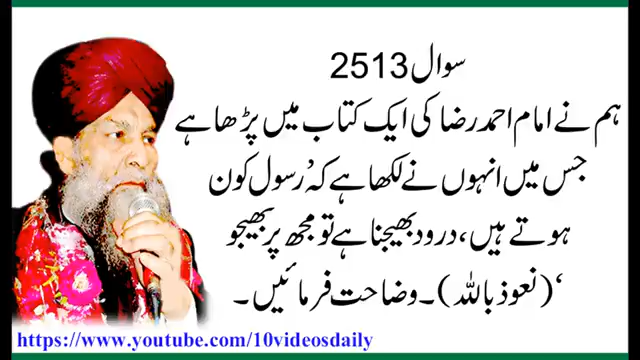 سوال 2513
ہم نے امام احمد رضا کی ایک کتاب میں پڑھا ہے
جس میں انہوں نے لکھا ہے کہ ’رسول کون
ہوتے ہیں، درود بھیجنا ہے تو مجھ پر بھیجو
‘ (نعوذ باللہ)۔ وضاحت فرمائیں۔
https://www.youtube.com/10videosdaily